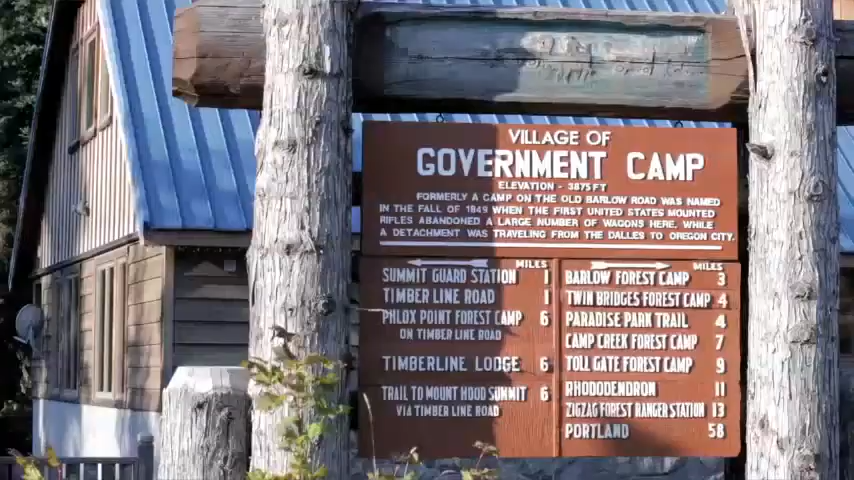 VILLAGE OF
GOVERNMENT CAMP
ELEVATION - 3875 FT
FORMERLY A CAMP ON THE OLD BARLOW ROAD WAS NAMED
IN THE FALL OF 1849 WHEN THE FIRST UNITED STATES MOUNTED
RIFLES ABANDONED A LARGE NUMBER OF WAGONS HERE, WHILE
A DETACHMENT WAS TRAVELING FROM THE DALLES TO OREGON CITY.
MILES
SUMMIT GUARD STATION 1
TIMBER LINE ROAD 1
PHLOX POINT FOREST CAMP 6
ON TIMBER LINE ROAD
TIMBERLINE LODGE 6
TRAIL TO MOUNT HOOD SUMMIT 6
VIA TIMBER LINE ROAD
MILES
BARLOW FOREST CAMP 3
TWIN BRIDGES FOREST CAMP 4
PARADISE PARK TRAIL 4
CAMP CREEK FOREST CAMP 7
TOLL GATE FOREST CAMP 9
RHODODENDRON 11
ZIGZAG FOREST RANGER STATION 13
PORTLAND 58